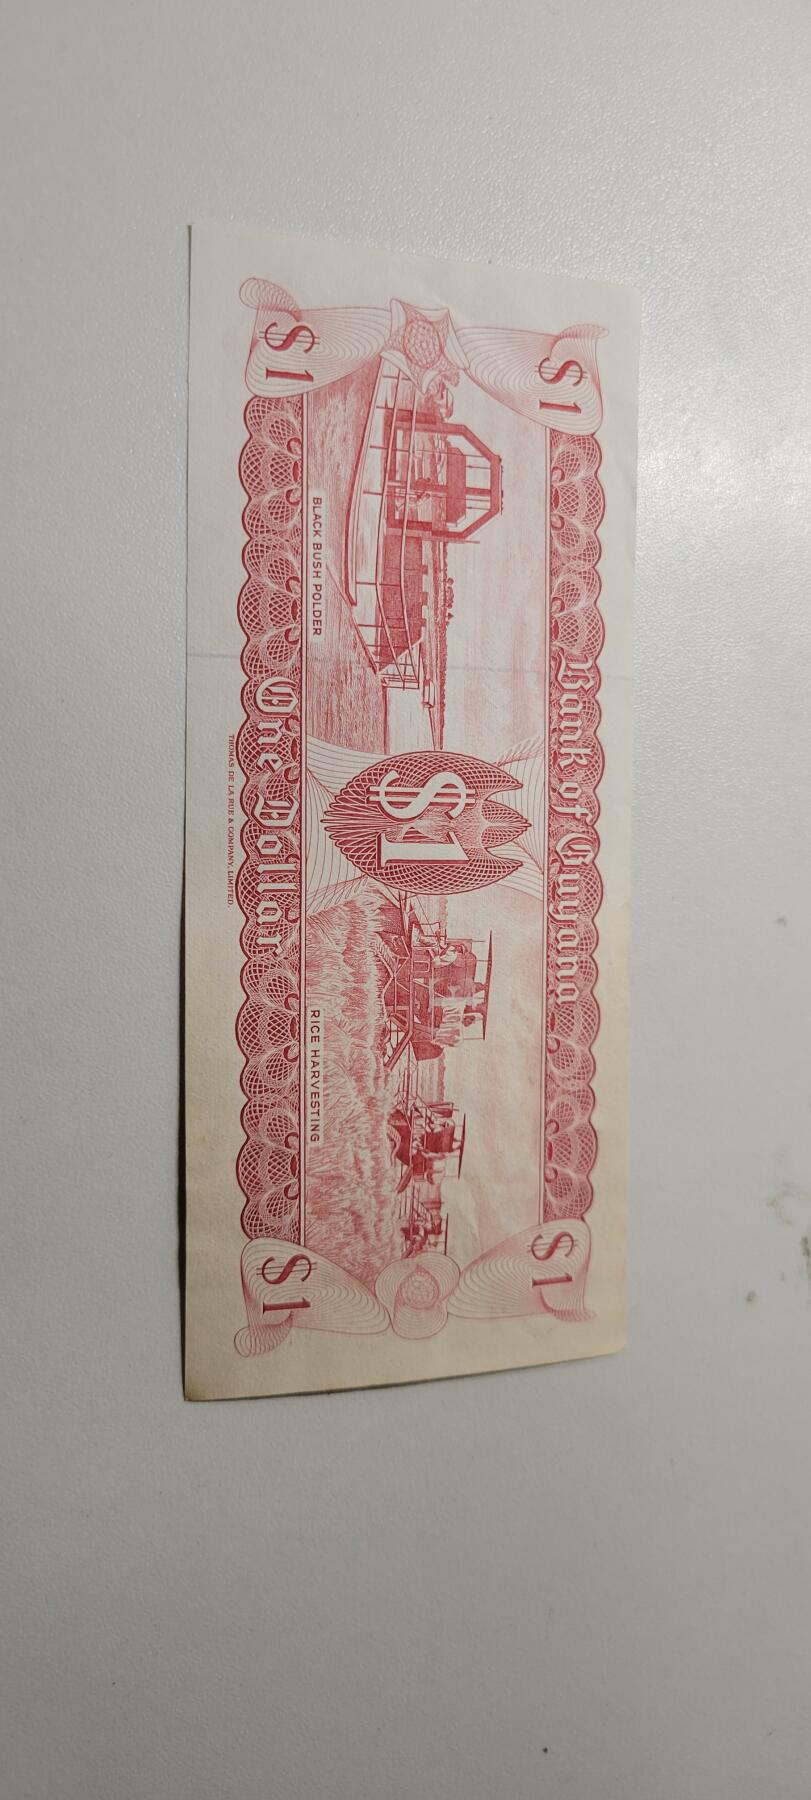 $1
Bank of Guyana
$1
$1
BLACK BUSH POLDER
RICE HARVESTING
$1
One Dollar
$1
THOMAS DE LA RUE & COMPANY, LIMITED.